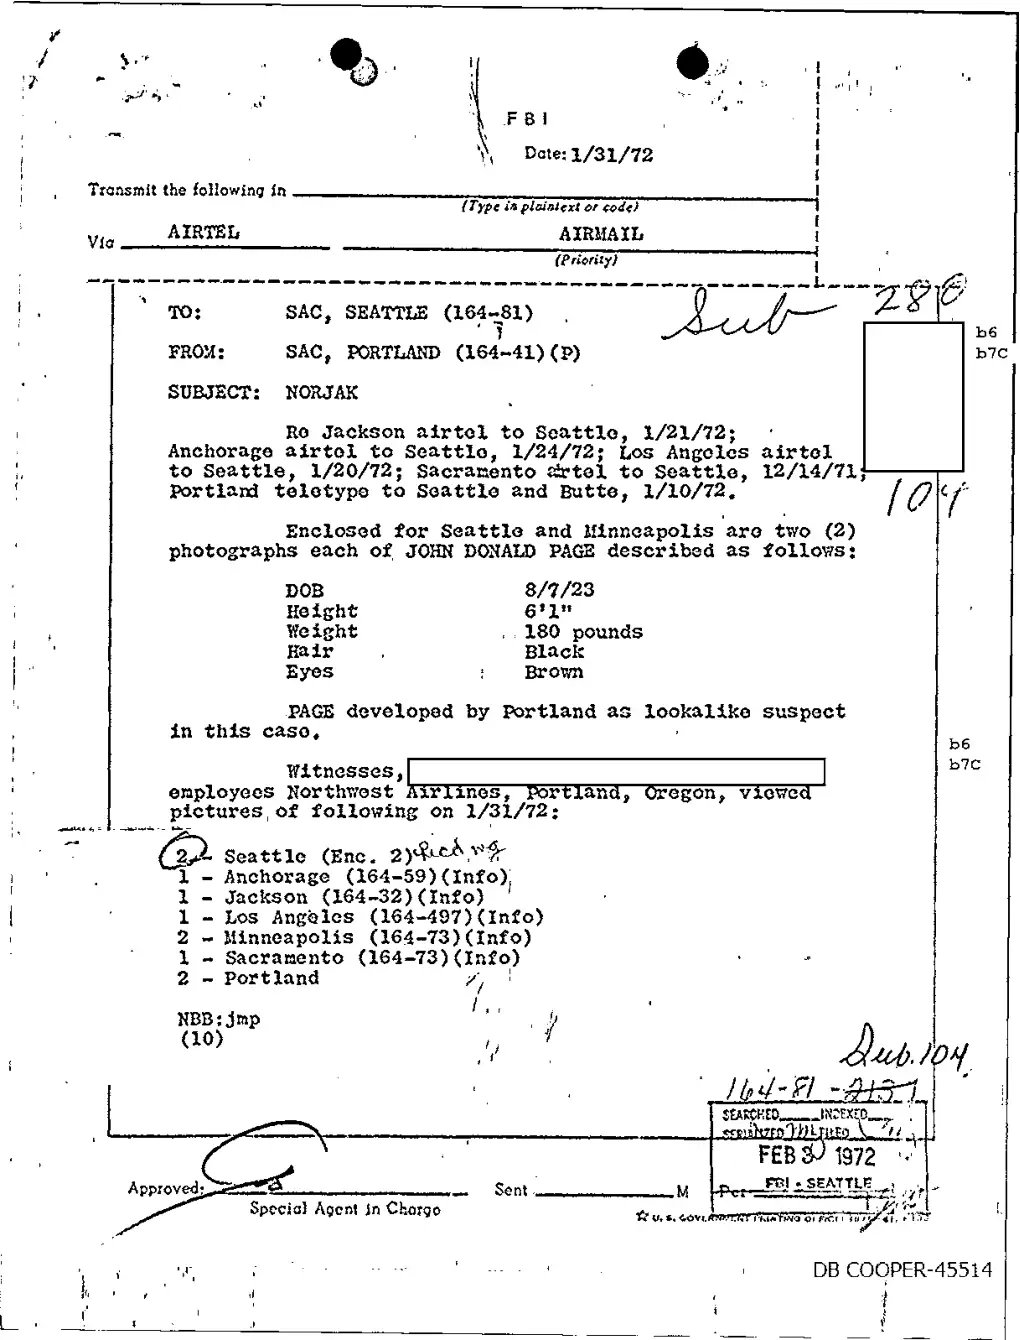 FBI
Date: 1/31/72
Transmit the following in
(Type in plaintext or code)
Via AIRTEL AIRMAIL
(Priority)
Sub 280
TO: SAC, SEATTLE (164-81)
FROM: SAC, PORTLAND (164-41)(P)
b6
b7C
SUBJECT: NORJAK
Re Jackson airtel to Seattle, 1/21/72;
Anchorage airtel to Seattle, 1/24/72; Los Angeles airtel
to Seattle, 1/20/72; Sacramento airtel to Seattle, 12/14/71;
Portland teletype to Seattle and Butte, 1/10/72.
104
Enclosed for Seattle and Minneapolis are two (2)
photographs each of JOHN DONALD PAGE described as follows:
DOB 8/7/23
Height 6'1"
Weight 180 pounds
Hair Black
Eyes Brown
PAGE developed by Portland as lookalike suspect
in this case.
b6
b7C
Witnesses,
employees Northwest Airlines, Portland, Oregon, viewed
pictures of following on 1/31/72:
2 - Seattle (Enc. 2)
1 - Anchorage (164-59)(Info)
1 - Jackson (164-32)(Info)
1 - Los Angeles (164-497)(Info)
2 - Minneapolis (164-73)(Info)
1 - Sacramento (164-73)(Info)
2 - Portland
NBB:jmp
(10)
Sub. 104
164-81-2137
SEARCHED INDEXED
SERIALIZED FILED
FEB 3 1972
FBI - SEATTLE
Approved: Sent M Per
Special Agent in Charge
DB COOPER-45514